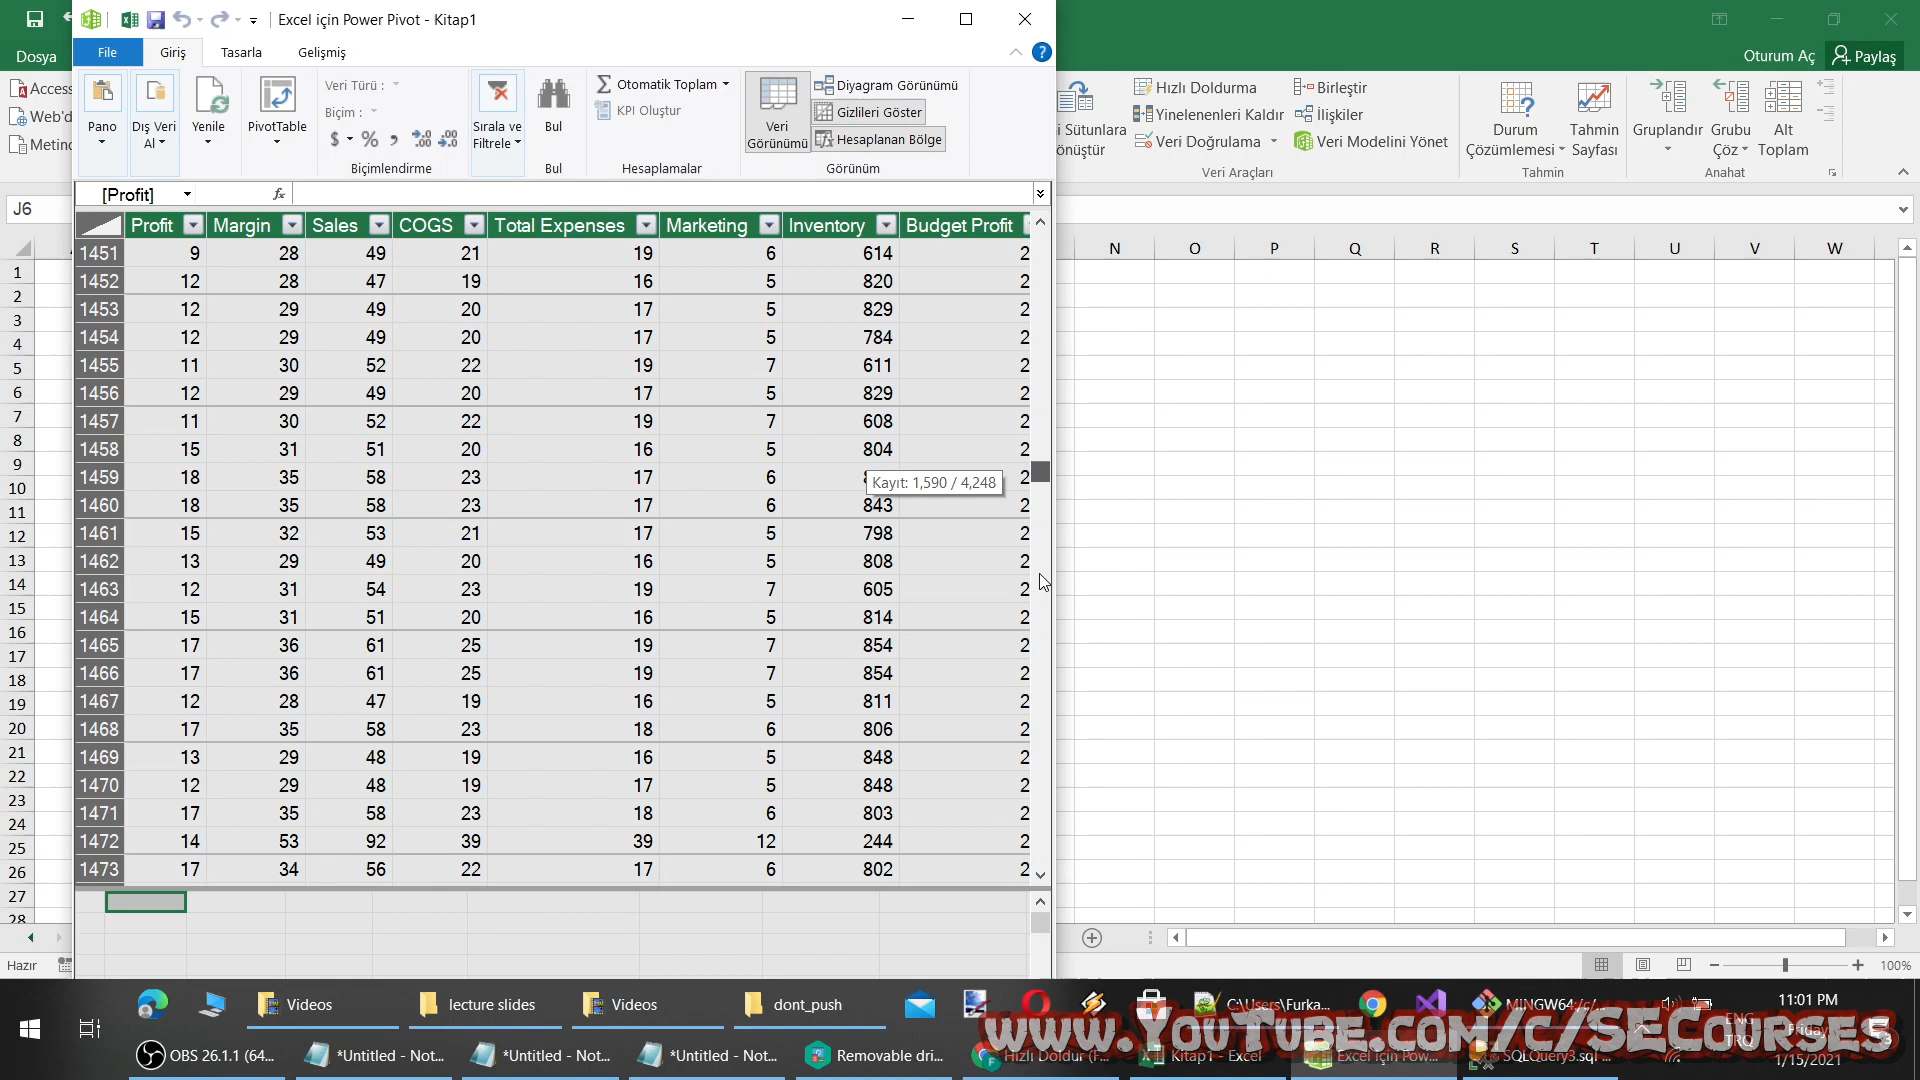 Excel için Power Pivot - Kitap1
Dosya
File
Giriş
Tasarla
Gelişmiş
Oturum Aç
Paylaş
Access
Web'd
Metind
Pano
Dış Veri
Al
Yenile
PivotTable
Veri Türü :
Biçim :
$ % ,
Biçimlendirme
Sırala ve
Filtrele
Bul
Bul
Otomatik Toplam
KPI Oluştur
Hesaplamalar
Veri
Görünümü
Diyagram Görünümü
Gizlileri Göster
Hesaplanan Bölge
Görünüm
i Sütunlara
önüştür
Hızlı Doldurma
Yinelenenleri Kaldır
Veri Doğrulama
Birleştir
İlişkiler
Veri Modelini Yönet
Veri Araçları
Durum
Çözümlemesi
Tahmin
Sayfası
Tahmin
Gruplandır
Grubu
Çöz
Alt
Toplam
Anahat
J6
[Profit]
fx
Profit Margin Sales COGS Total Expenses Marketing Inventory Budget Profit
1451 9 28 49 21 19 6 614 2
1452 12 28 47 19 16 5 820 2
1453 12 29 49 20 17 5 829 2
1454 12 29 49 20 17 5 784 2
1455 11 30 52 22 19 7 611 2
1456 12 29 49 20 17 5 829 2
1457 11 30 52 22 19 7 608 2
1458 15 31 51 20 16 5 804 2
1459 18 35 58 23 17 6 2
Kayıt: 1,590 / 4,248
1460 18 35 58 23 17 6 843 2
1461 15 32 53 21 17 5 798 2
1462 13 29 49 20 16 5 808 2
1463 12 31 54 23 19 7 605 2
1464 15 31 51 20 16 5 814 2
1465 17 36 61 25 19 7 854 2
1466 17 36 61 25 19 7 854 2
1467 12 28 47 19 16 5 811 2
1468 17 35 58 23 18 6 806 2
1469 13 29 48 19 16 5 848 2
1470 12 29 48 19 17 5 848 2
1471 17 35 58 23 18 6 803 2
1472 14 53 92 39 39 12 244 2
1473 17 34 56 22 17 6 802 2
N O P Q R S T U V W
1
2
3
4
5
6
7
8
9
10
11
12
13
14
15
16
17
18
19
20
21
22
23
24
25
26
27
28
Hazır
100%
Videos
lecture slides
Videos
dont_push
C:\Users\Furka...
MINGW64:/c/...
11:01 PM
Friday
1/15/2021
ENG
TRQ
OBS 26.1.1 (64...
*Untitled - Not...
*Untitled - Not...
*Untitled - Not...
Removable dri...
Hızlı Doldur (F...
Kitap1 - Excel
Excel için Pow...
SQLQuery3.sql ...
www.YouTube.com/c/SECourses